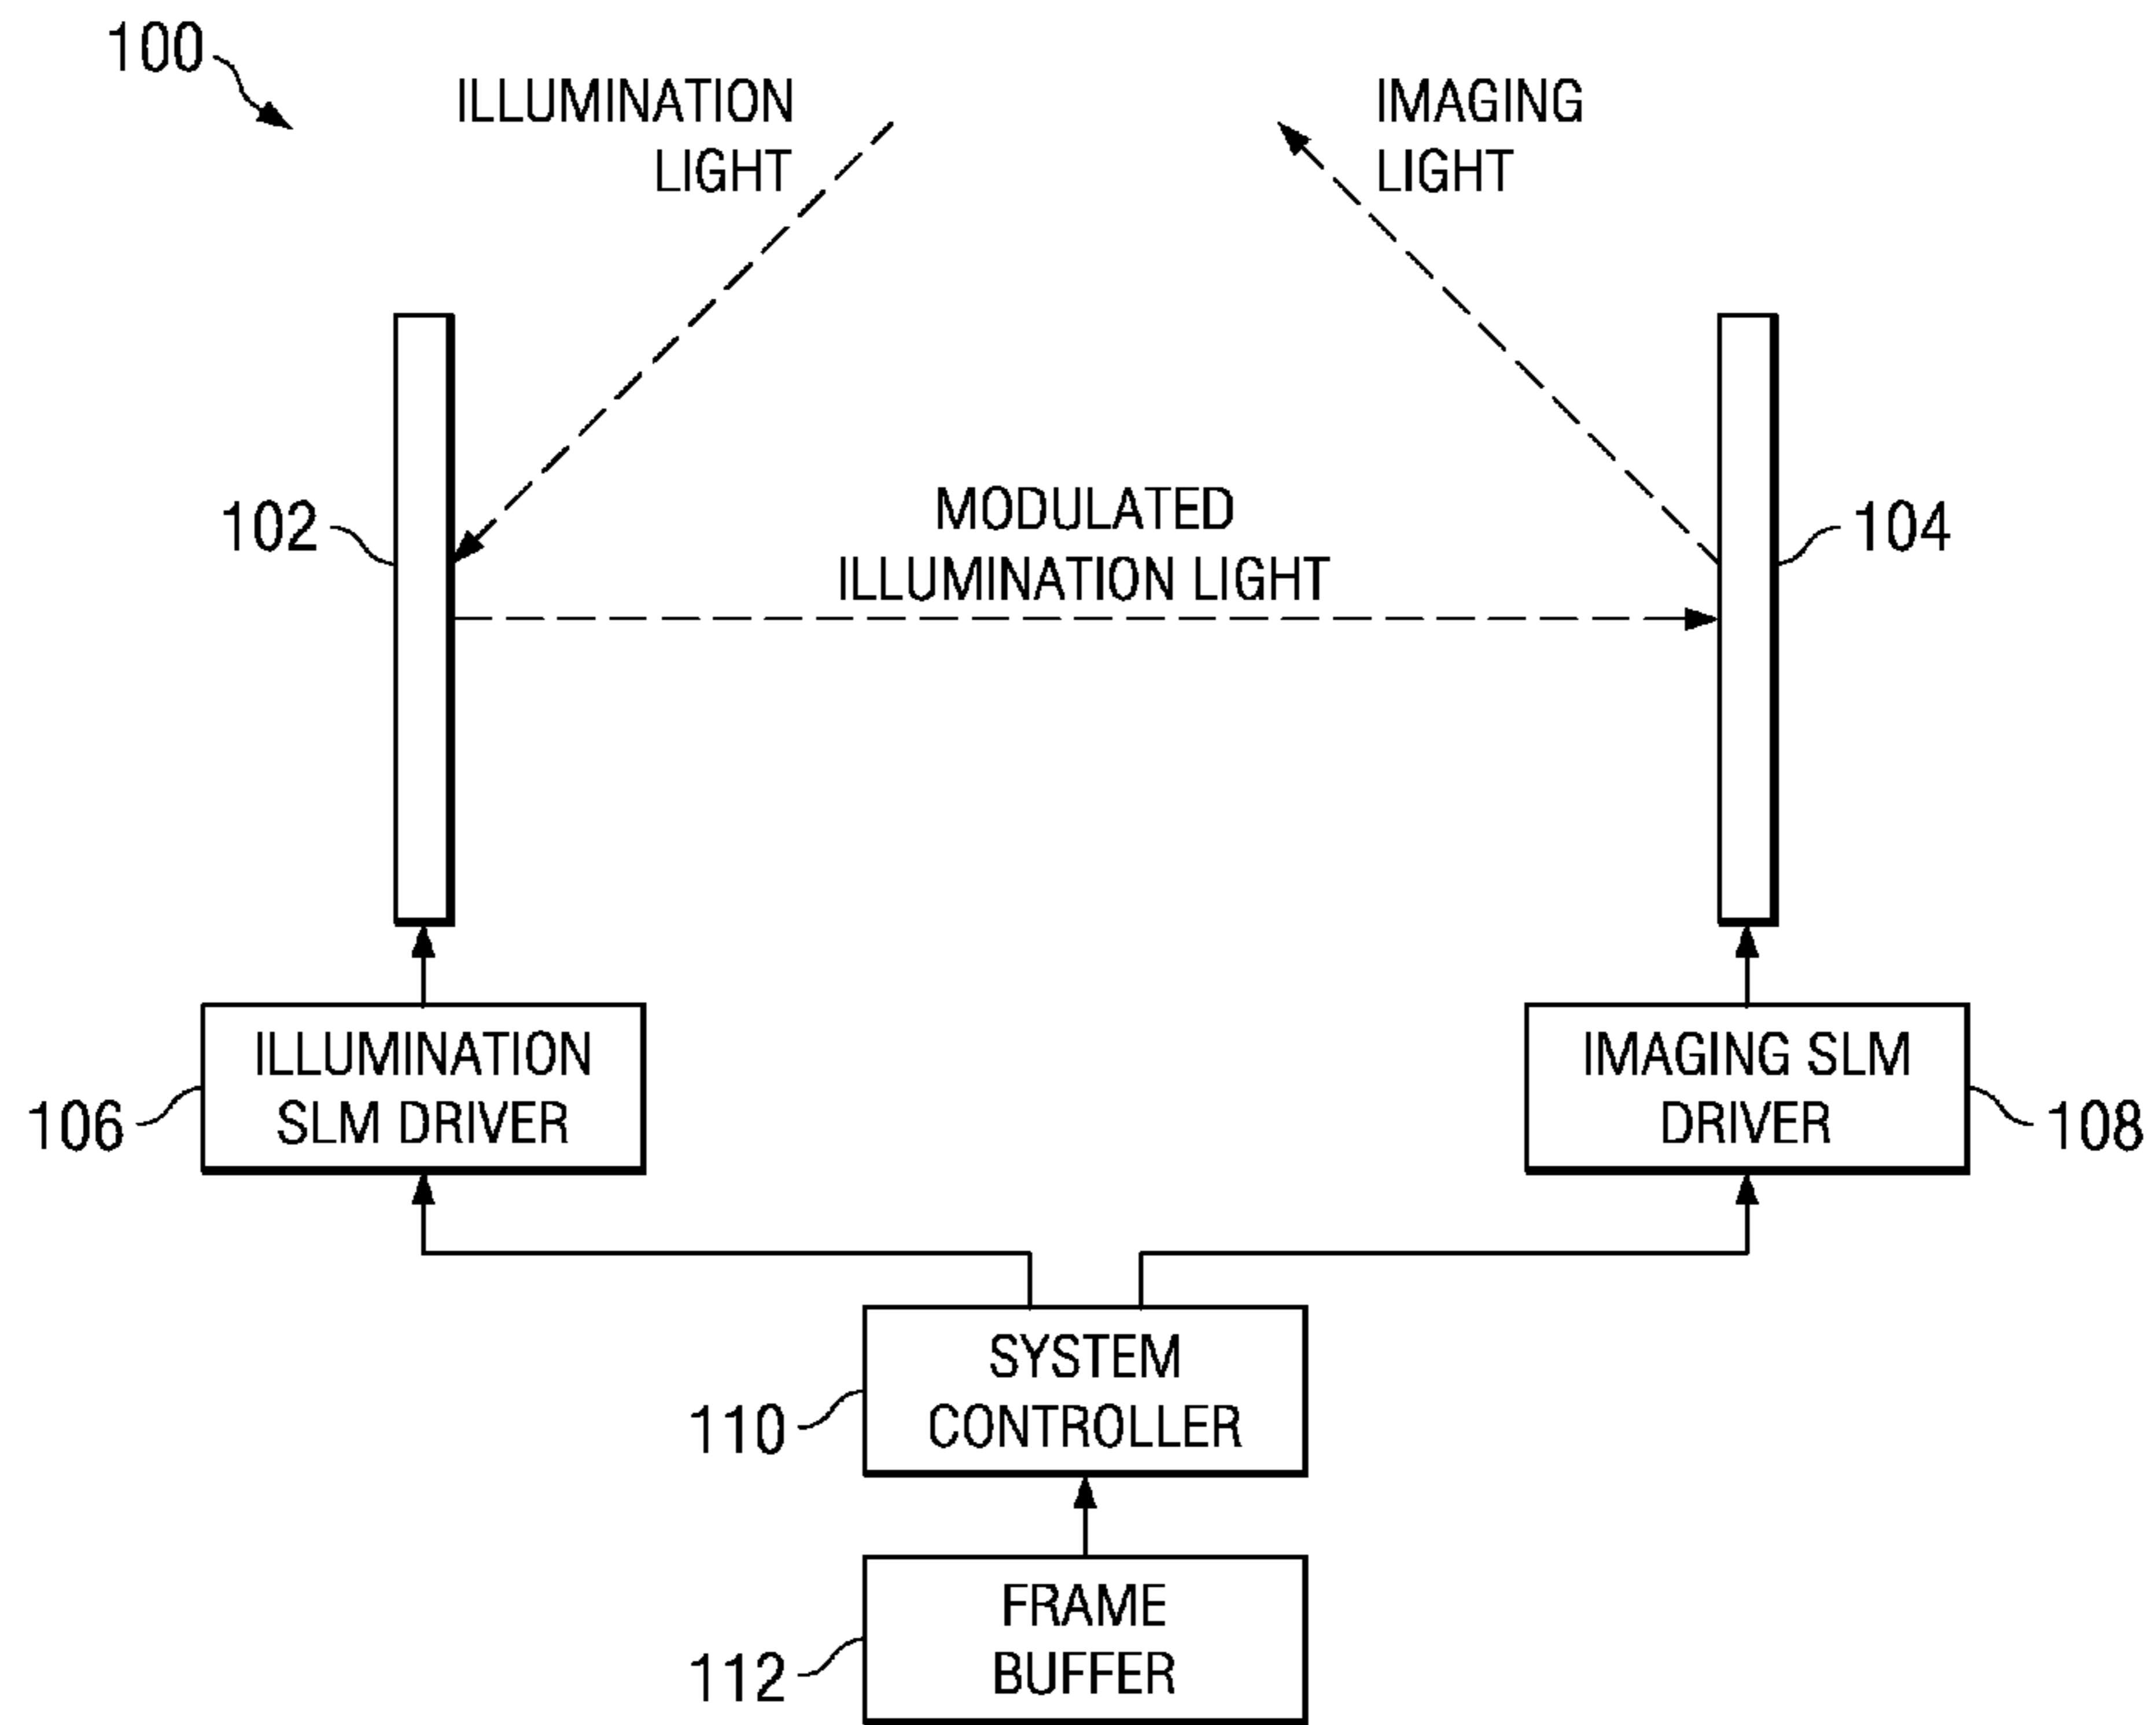 100
ILLUMINATION
LIGHT
IMAGING
LIGHT
102
MODULATED
ILLUMINATION LIGHT
104
ILLUMINATION
SLM DRIVER
106
IMAGING SLM
DRIVER
108
SYSTEM
CONTROLLER
110
FRAME
BUFFER
112